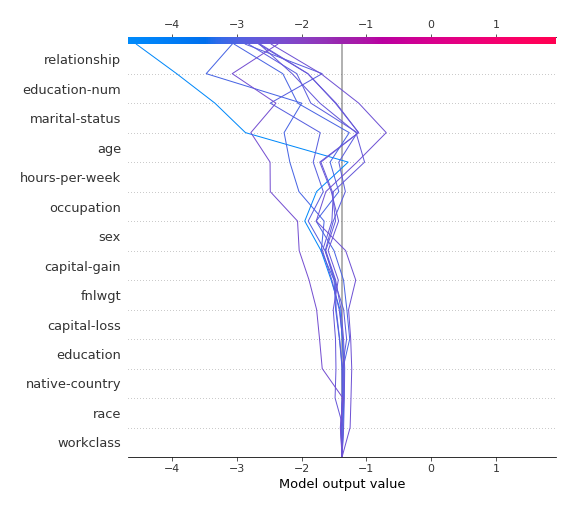 −4 −3 −2 −1 0 1
relationship
education-num
marital-status
age
hours-per-week
occupation
sex
capital-gain
fnlwgt
capital-loss
education
native-country
race
workclass
−4 −3 −2 −1 0 1
Model output value